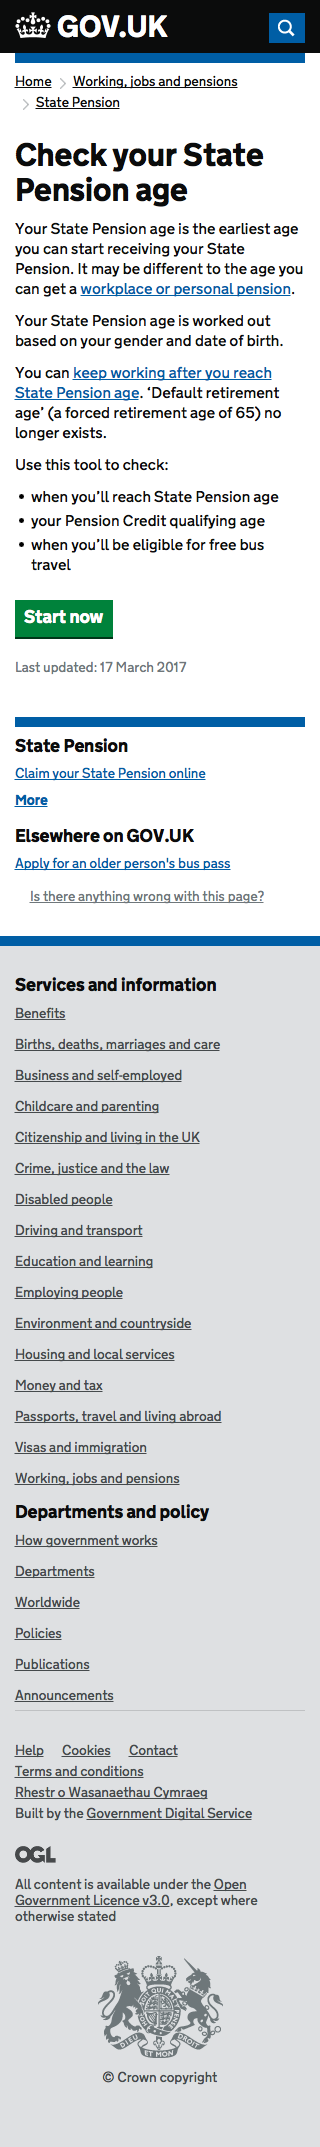 GOV.UK
Home
Working, jobs and pensions
State Pension
Check your State
Pension age
Your State Pension age is the earliest age
you can start receiving your State
Pension. It may be different to the age you
can get a workplace or personal pension.
Your State Pension age is worked out
based on your gender and date of birth.
You can keep working after you reach
State Pension age. ‘Default retirement
age’ (a forced retirement age of 65) no
longer exists.
Use this tool to check:
• when you’ll reach State Pension age
• your Pension Credit qualifying age
• when you’ll be eligible for free bus
travel
Start now
Last updated: 17 March 2017
State Pension
Claim your State Pension online
More
Elsewhere on GOV.UK
Apply for an older person's bus pass
Is there anything wrong with this page?
Services and information
Benefits
Births, deaths, marriages and care
Business and self-employed
Childcare and parenting
Citizenship and living in the UK
Crime, justice and the law
Disabled people
Driving and transport
Education and learning
Employing people
Environment and countryside
Housing and local services
Money and tax
Passports, travel and living abroad
Visas and immigration
Working, jobs and pensions
Departments and policy
How government works
Departments
Worldwide
Policies
Publications
Announcements
Help Cookies Contact
Terms and conditions
Rhestr o Wasanaethau Cymraeg
Built by the Government Digital Service
OGL
All content is available under the Open
Government Licence v3.0, except where
otherwise stated
DIEU ET MON DROIT
© Crown copyright